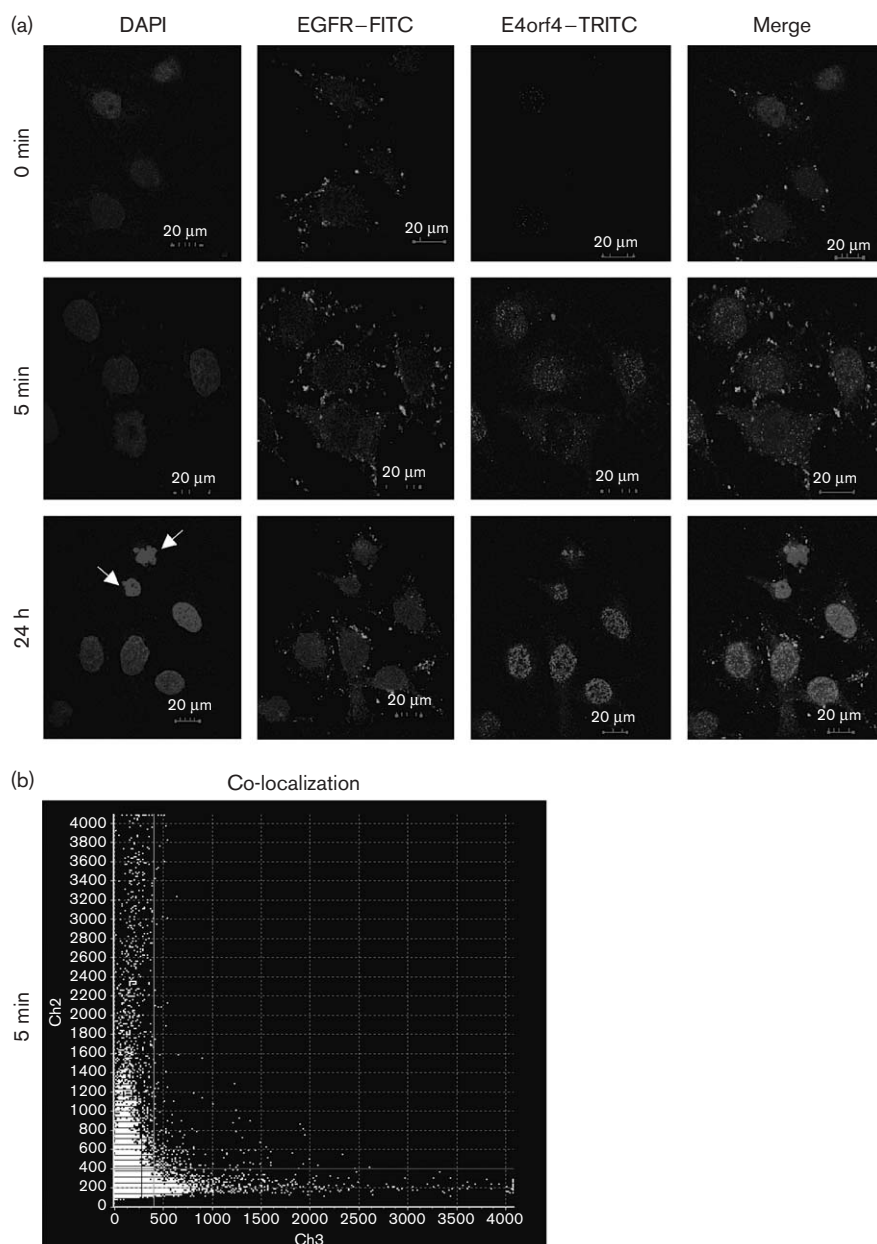 (a)
DAPI
EGFR–FITC
E4orf4–TRITC
Merge
0 min
20 µm
20 µm
20 µm
20 µm
5 min
20 µm
20 µm
20 µm
20 µm
24 h
20 µm
20 µm
20 µm
20 µm
(b)
Co-localization
5 min
Ch2
4000
3800
3600
3400
3200
3000
2800
2600
2400
2200
2000
1800
1600
1400
1200
1000
800
600
400
200
0
0
500
1000
1500
2000
2500
3000
3500
4000
Ch3